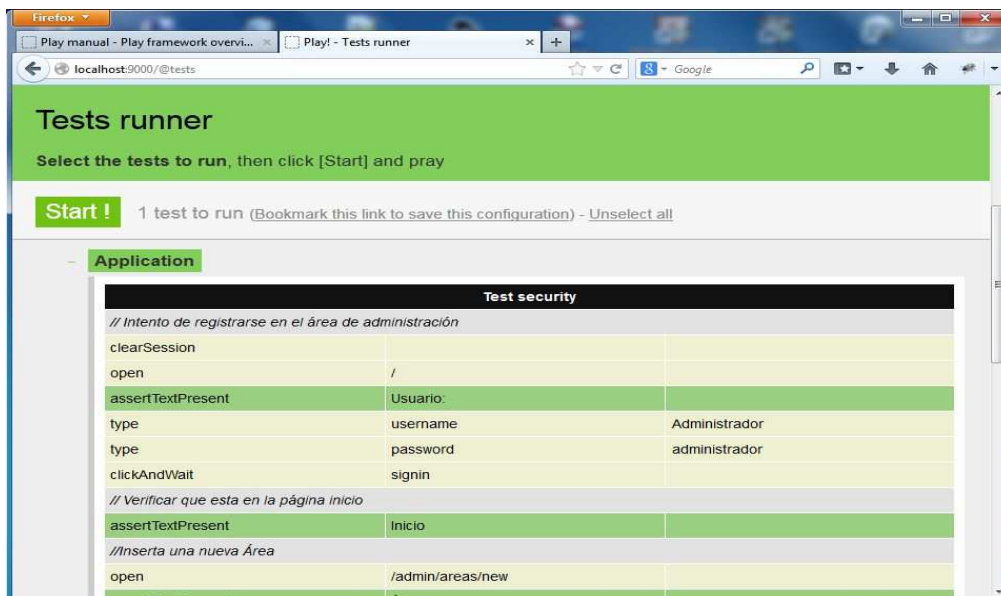 Firefox
Play manual - Play framework overvi...
Play! - Tests runner
localhost:9000/@tests
Google
Tests runner
Select the tests to run, then click [Start] and pray
Start ! 1 test to run (Bookmark this link to save this configuration) - Unselect all
Application
Test security
// Intento de registrarse en el área de administración
clearSession
open /
assertTextPresent Usuario:
type username Administrador
type password administrador
clickAndWait signin
// Verificar que esta en la página inicio
assertTextPresent Inicio
//Inserta una nueva Área
open /admin/areas/new